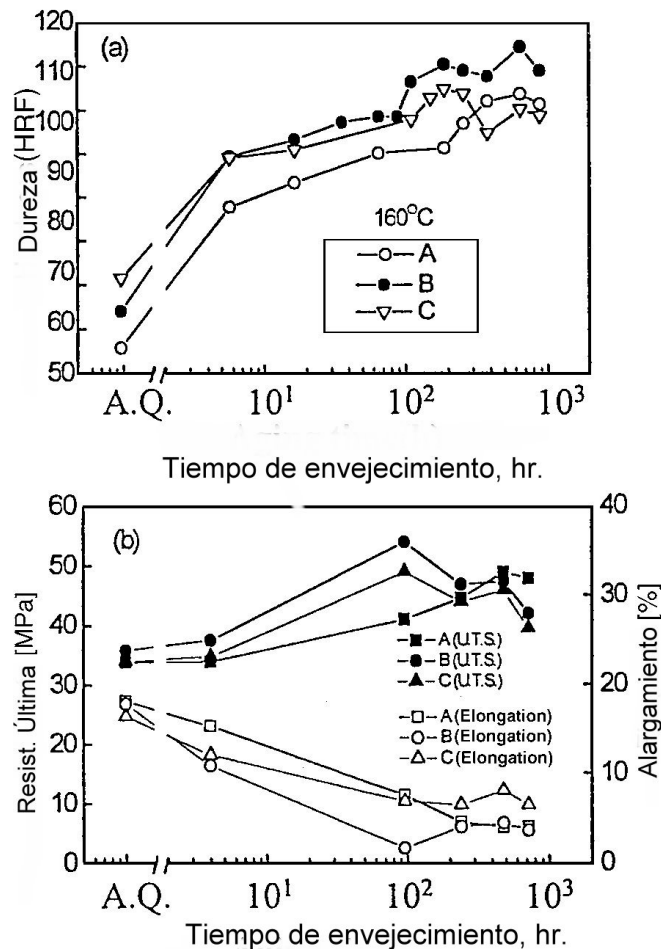 (a)
120
110
100
90
80
70
60
50
Dureza (HRF)
160°C
A
B
C
A.Q. 10¹ 10² 10³
Tiempo de envejecimiento, hr.
(b)
60
50
40
30
20
10
0
Resist. Última [MPa]
40
30
20
10
0
Alargamiento [%]
A(U.T.S.)
B(U.T.S.)
C(U.T.S.)
A(Elongation)
B(Elongation)
C(Elongation)
A.Q. 10¹ 10² 10³
Tiempo de envejecimiento, hr.